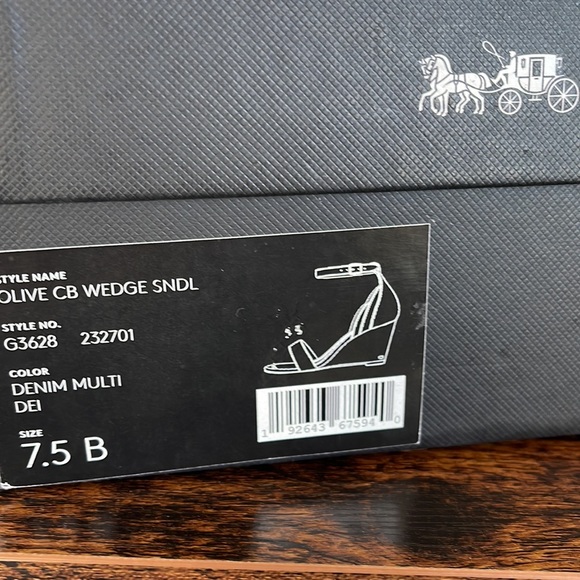 STYLE NAME
OLIVE CB WEDGE SNDL
STYLE NO.
G3628 232701
COLOR
DENIM MULTI
DEI
SIZE
7.5 B
1 92643 67594 0